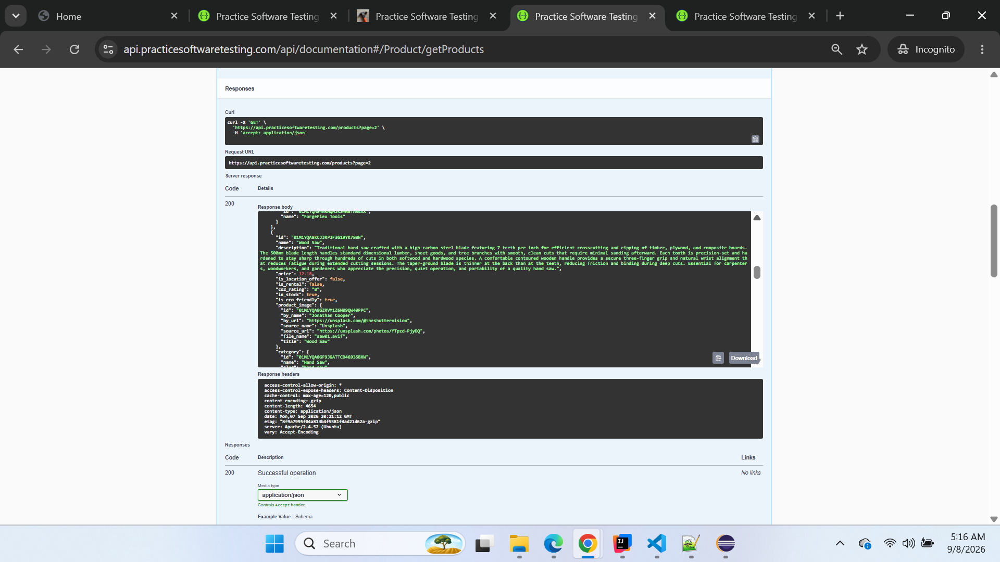 Home
Practice Software Testing
Practice Software Testing
Practice Software Testing
Practice Software Testing
api.practicesoftwaretesting.com/api/documentation#/Product/getProducts
Incognito
Responses
Curl
curl -X 'GET' \
'https://api.practicesoftwaretesting.com/products?page=2' \
-H 'accept: application/json'
Request URL
https://api.practicesoftwaretesting.com/products?page=2
Server response
Code Details
200
Response body
"name": "ForgeFlex Tools"
}
},
{
"id": "01M1YQA8KCJJRPJF3G19YK780N",
"name": "Wood Saw",
"description": "Traditional hand saw crafted with a high carbon steel blade featuring 7 teeth per inch for efficient crosscutting and ripping of timber, plywood, and composite boards.
The 500mm blade length handles standard dimensional lumber, sheet goods, and tree branches with smooth, clean cuts that require minimal sanding afterward. Each tooth is precision-set and ha
rdened to stay sharp through hundreds of cuts in both softwood and hardwood species. A comfortable contoured wooden handle provides a secure three-finger grip and natural wrist alignment th
at reduces fatigue during extended cutting sessions. The taper-ground blade is thinner at the back than at the teeth, reducing friction and binding during deep cuts. Essential for carpenter
s, woodworkers, and gardeners who appreciate the precision, quiet operation, and portability of a quality hand saw.",
"price": 12.18,
"is_location_offer": false,
"is_rental": false,
"co2_rating": "B",
"in_stock": true,
"is_eco_friendly": true,
"product_image": {
"id": "01M1YQA8GZRVY1Z6W09QW40PPC",
"by_name": "Jonathan Cooper",
"by_url": "https://unsplash.com/@theshuttervision",
"source_name": "Unsplash",
"source_url": "https://unsplash.com/photos/fTpzd-PjyDQ",
"file_name": "saw01.avif",
"title": "Wood Saw"
},
"category": {
"id": "01M1YQA8GF9JGATTCD46935BXW",
"name": "Hand Saw",
Download
Response headers
access-control-allow-origin: *
access-control-expose-headers: Content-Disposition
cache-control: max-age=120,public
content-encoding: gzip
content-length: 4654
content-type: application/json
date: Mon,07 Sep 2026 20:21:12 GMT
etag: "8f9a7995f04a813b4f5581f4ad21d62a-gzip"
server: Apache/2.4.52 (Ubuntu)
vary: Accept-Encoding
Responses
Code Description Links
200 Successful operation No links
Media type
application/json
Controls Accept header.
Example Value Schema
Search
5:16 AM
9/8/2026